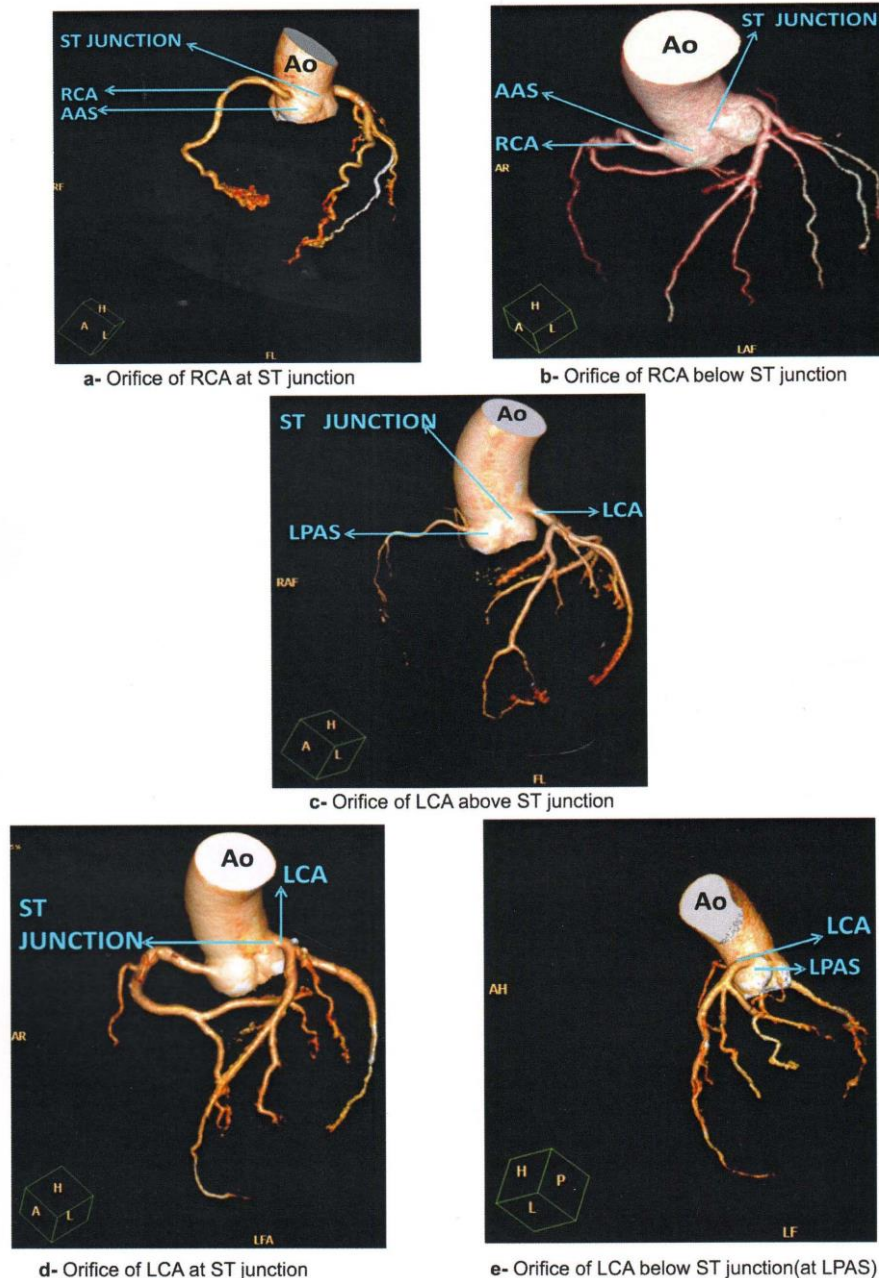 ST JUNCTION
Ao
RCA
AAS
RF
H
A
L
FL
a- Orifice of RCA at ST junction
Ao
ST JUNCTION
AAS
RCA
AR
H
A
L
LAF
b- Orifice of RCA below ST junction
Ao
ST JUNCTION
LCA
LPAS
RAF
H
A
L
FL
c- Orifice of LCA above ST junction
Ao
LCA
ST
JUNCTION
AR
H
A
L
LFA
d- Orifice of LCA at ST junction
Ao
LCA
LPAS
AH
H
P
L
LF
e- Orifice of LCA below ST junction(at LPAS)